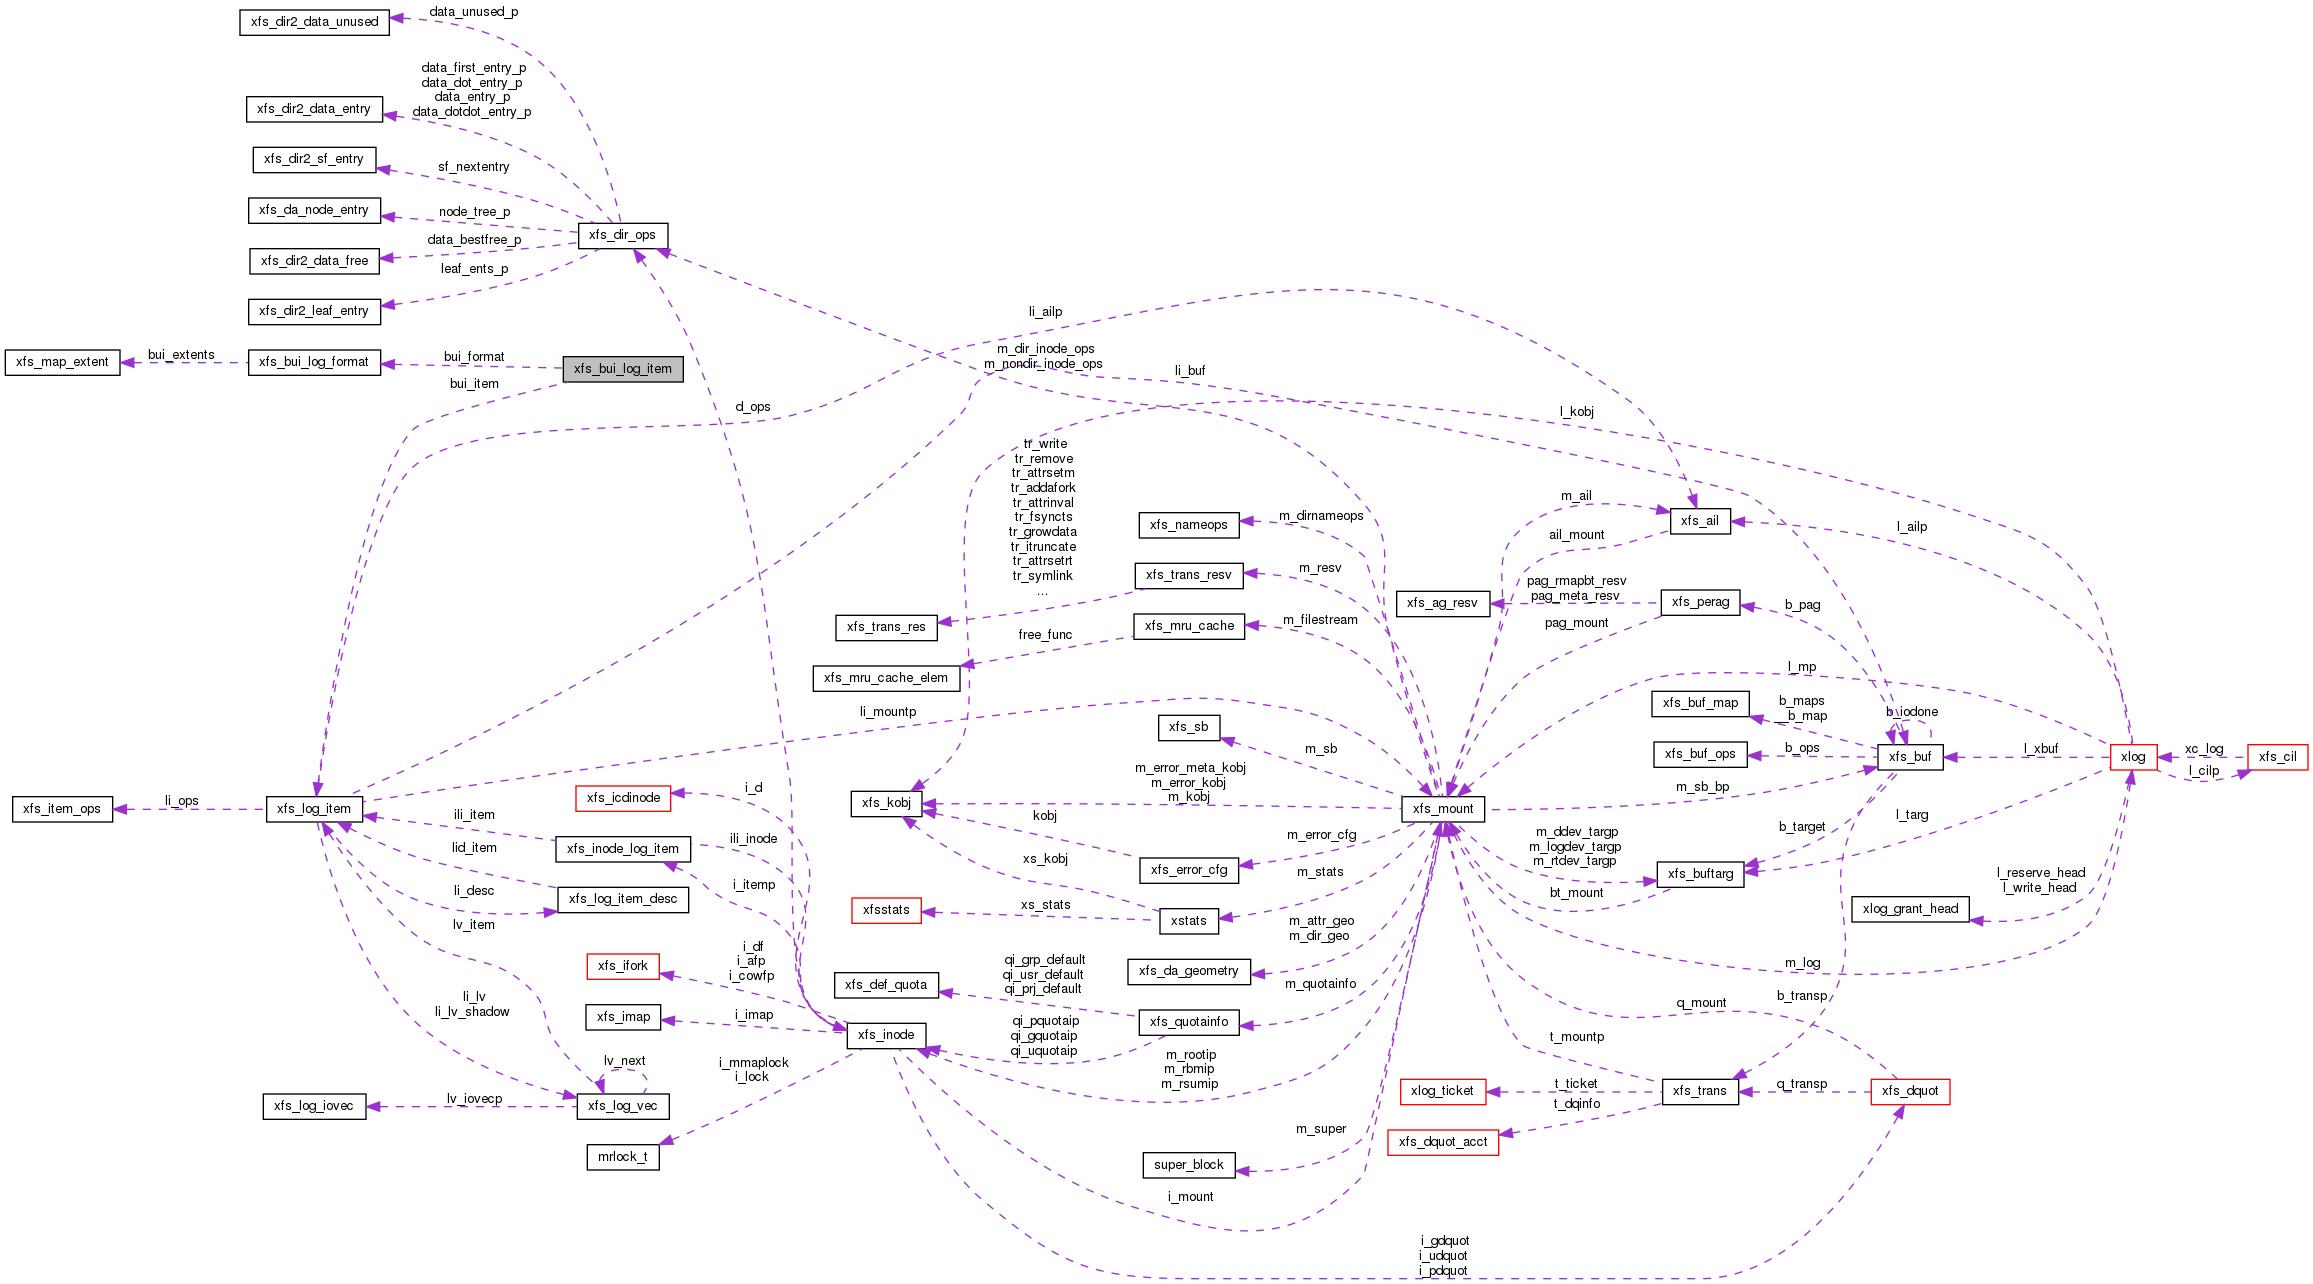 xfs_dir2_data_unused
data_unused_p
xfs_dir2_data_entry
data_first_entry_p
data_dot_entry_p
data_entry_p
data_dotdot_entry_p
xfs_dir2_sf_entry
sf_nextentry
xfs_da_node_entry
node_tree_p
xfs_dir_ops
xfs_dir2_data_free
data_bestfree_p
leaf_ents_p
xfs_dir2_leaf_entry
li_ailp
xfs_map_extent
bui_extents
xfs_bui_log_format
bui_format
xfs_bui_log_item
bui_item
m_dir_inode_ops
m_nondir_inode_ops
li_buf
d_ops
l_kobj
tr_write
tr_remove
tr_attrsetm
tr_addafork
tr_attrinval
tr_fsyncts
tr_growdata
tr_itruncate
tr_attrsetrt
tr_symlink
...
xfs_nameops
m_dirnameops
m_ail
xfs_ail
l_ailp
ail_mount
xfs_trans_resv
m_resv
xfs_trans_res
xfs_ag_resv
pag_rmapbt_resv
pag_meta_resv
xfs_perag
b_pag
pag_mount
xfs_mru_cache
free_func
m_filestream
xfs_mru_cache_elem
li_mountp
l_mp
xfs_buf_map
b_maps
__b_map
b_iodone
xfs_sb
m_sb
xfs_buf_ops
b_ops
xfs_buf
l_xbuf
xlog
xc_log
l_cilp
xfs_cil
m_error_meta_kobj
m_error_kobj
m_kobj
m_sb_bp
xfs_item_ops
li_ops
xfs_log_item
xfs_icdinode
i_d
xfs_kobj
xfs_mount
ili_item
xfs_inode_log_item
ili_inode
kobj
m_error_cfg
m_ddev_targp
m_logdev_targp
m_rtdev_targp
b_target
l_targ
lid_item
i_itemp
xs_kobj
xfs_error_cfg
m_stats
xfs_buftarg
bt_mount
l_reserve_head
l_write_head
li_desc
xfs_log_item_desc
xfsstats
xs_stats
xstats
xlog_grant_head
lv_item
m_attr_geo
m_dir_geo
xfs_ifork
i_df
i_afp
i_cowfp
xfs_def_quota
qi_grp_default
qi_usr_default
qi_prj_default
xfs_da_geometry
m_quotainfo
m_log
li_lv
li_lv_shadow
xfs_imap
i_imap
xfs_inode
qi_pquotaip
qi_gquotaip
qi_uquotaip
xfs_quotainfo
q_mount
b_transp
t_mountp
lv_next
i_mmaplock
i_lock
m_rootip
m_rbmip
m_rsumip
xfs_log_iovec
lv_iovecp
xfs_log_vec
xlog_ticket
t_ticket
xfs_trans
q_transp
xfs_dquot
t_dqinfo
xfs_dquot_acct
mrlock_t
m_super
super_block
i_mount
i_gdquot
i_udquot
i_pdquot